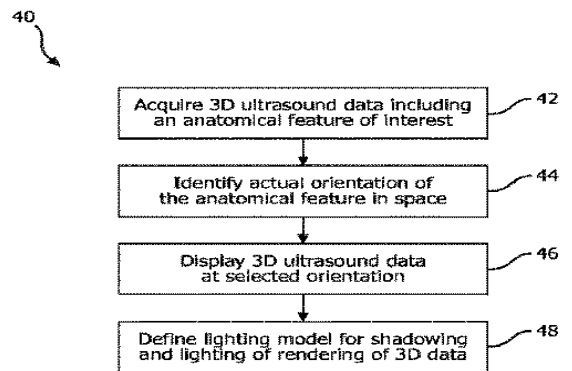 40
Acquire 3D ultrasound data including
an anatomical feature of interest
42
Identify actual orientation of
the anatomical feature in space
44
Display 3D ultrasound data
at selected orientation
46
Define lighting model for shadowing
and lighting of rendering of 3D data
48